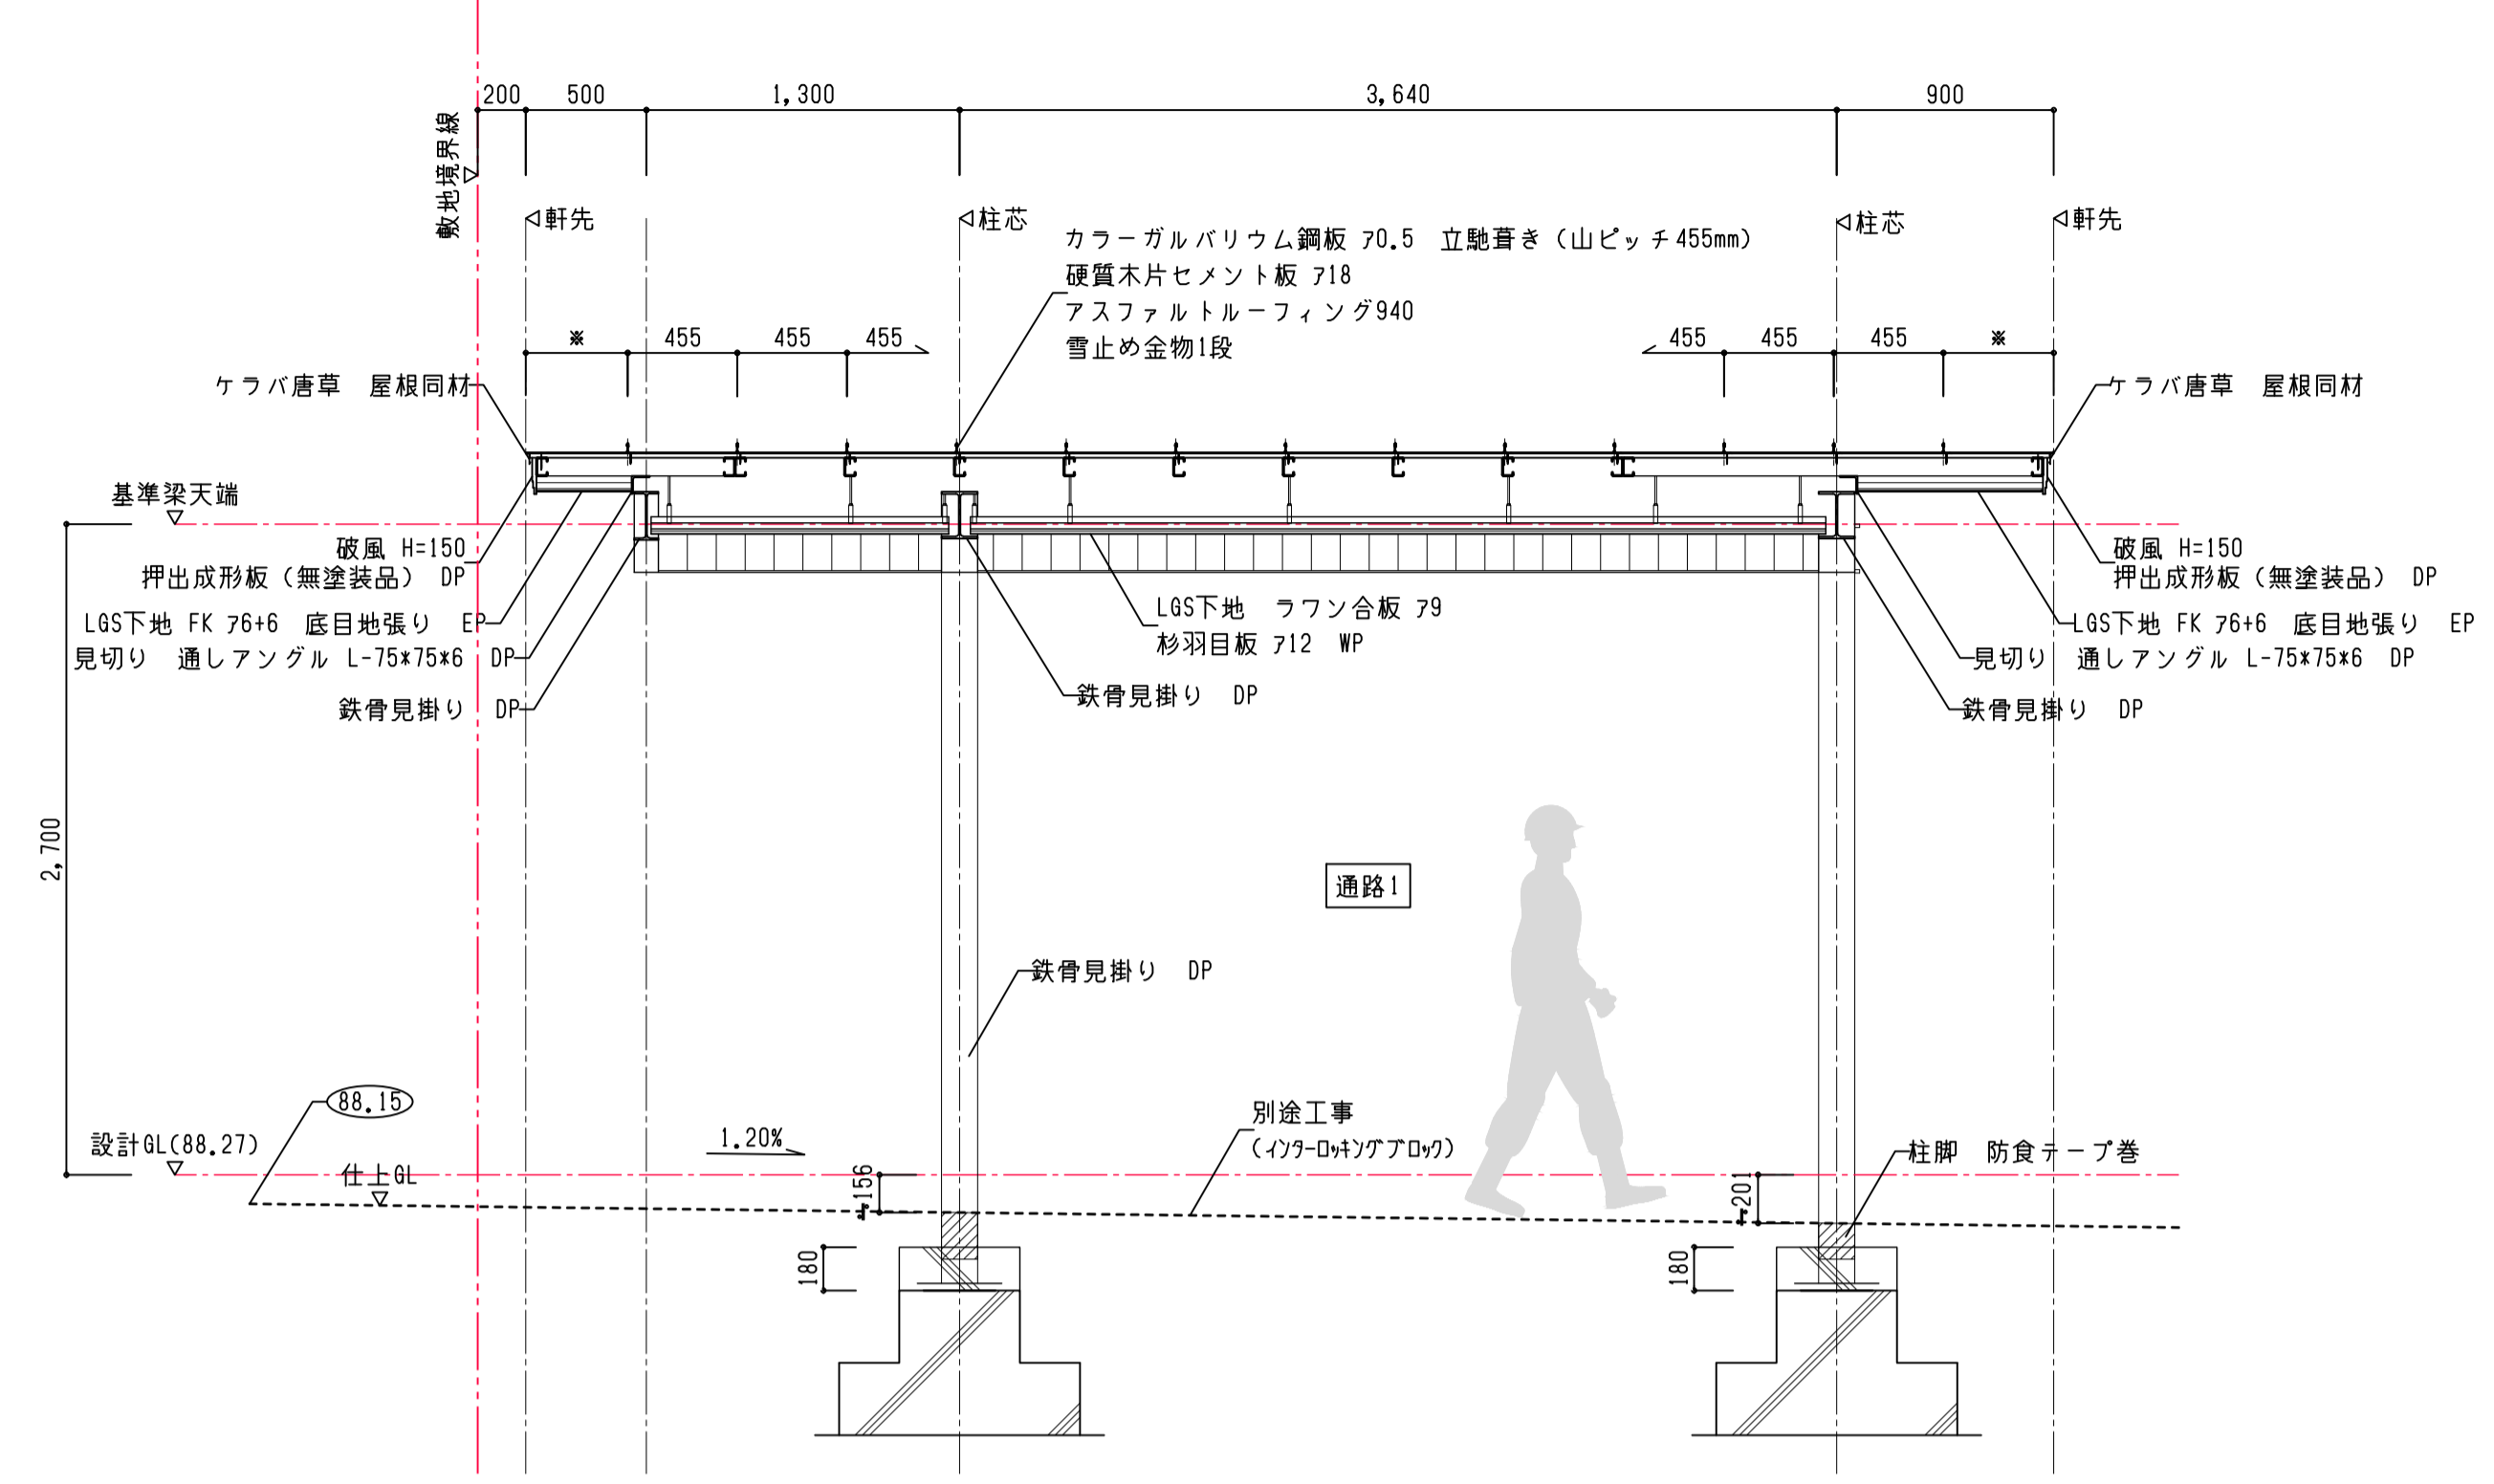 200
500
1,300
3,640
900
敷地境界線
軒先
柱芯
柱芯
軒先
カラーガルバリウム鋼板 ｱ0.5　立馳葺き（山ピッチ455mm）
硬質木片セメント板 ｱ18
アスファルトルーフィング940
雪止め金物1段
※
455
455
455
455
455
455
※
ケラバ唐草　屋根同材
ケラバ唐草　屋根同材
基準梁天端
破風 H=150
押出成形板（無塗装品）　DP
LGS下地 FK ｱ6+6　底目地張り　EP
見切り　通しアングル L-75*75*6　DP
鉄骨見掛り　DP
LGS下地　ラワン合板 ｱ9
杉羽目板 ｱ12　WP
鉄骨見掛り　DP
破風 H=150
押出成形板（無塗装品）　DP
LGS下地 FK ｱ6+6　底目地張り　EP
見切り　通しアングル L-75*75*6　DP
鉄骨見掛り　DP
2,700
通路1
鉄骨見掛り　DP
88.15
設計GL(88.27)
仕上GL
1.20%
156
別途工事
（ｲﾝﾀｰﾛｯｷﾝｸﾞﾌﾞﾛｯｸ）
201
柱脚　防食テープ巻
180
180